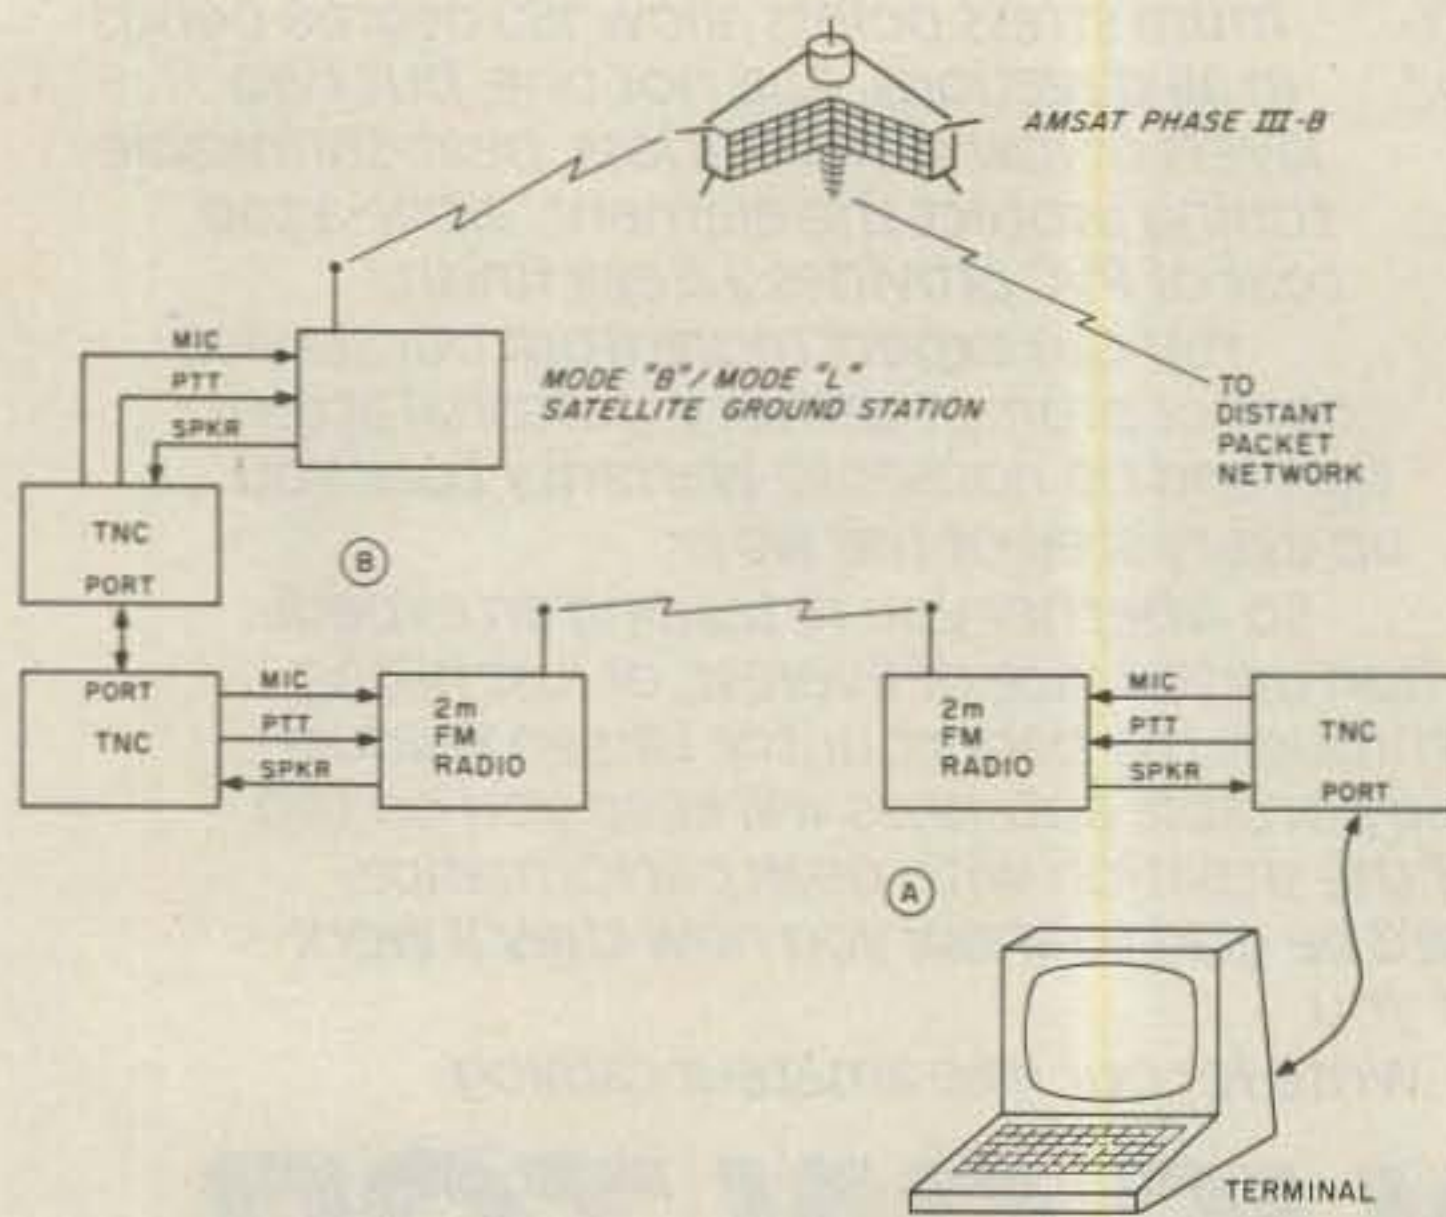 AMSAT PHASE III-B
MIC
PTT
SPKR
MODE "B"/MODE "L"
SATELLITE GROUND STATION
TO
DISTANT
PACKET
NETWORK
TNC
PORT
B
PORT
TNC
MIC
PTT
SPKR
2m
FM
RADIO
2m
FM
RADIO
MIC
PTT
SPKR
TNC
PORT
A
TERMINAL